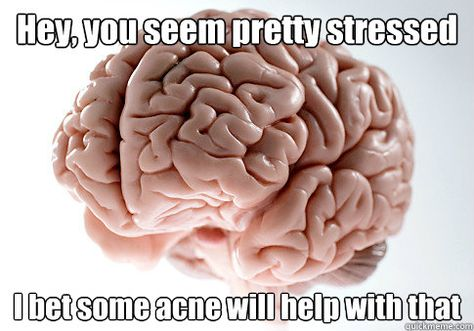 Hey, you seem pretty stressed
I bet some acne will help with that
quickmeme.com